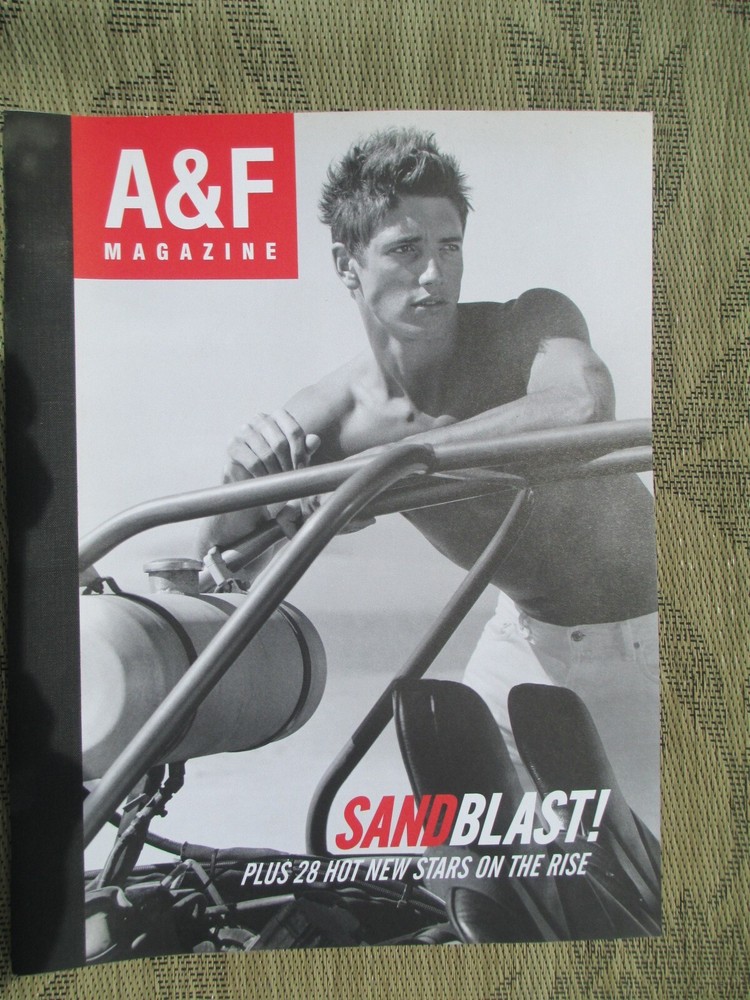 A&F
MAGAZINE
SANDBLAST!
PLUS 28 HOT NEW STARS ON THE RISE